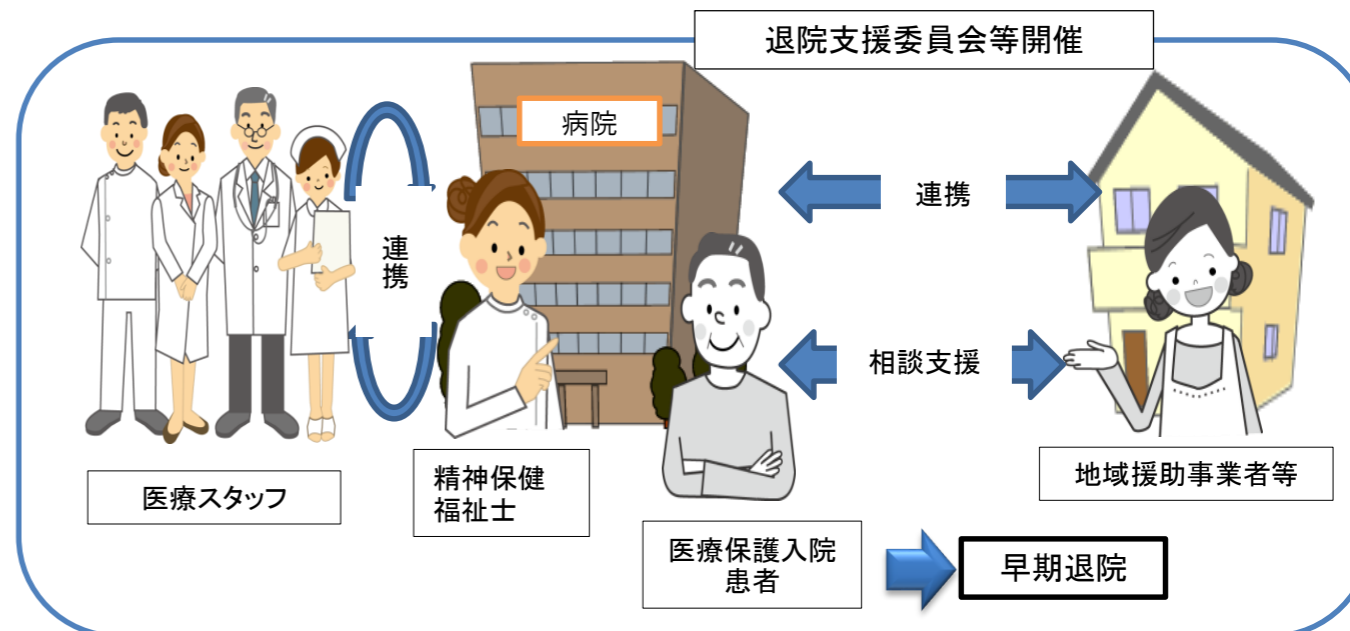 退院支援委員会等開催
病院
連携
連携
相談支援
医療スタッフ
精神保健
福祉士
地域援助事業者等
医療保護入院
患者
早期退院